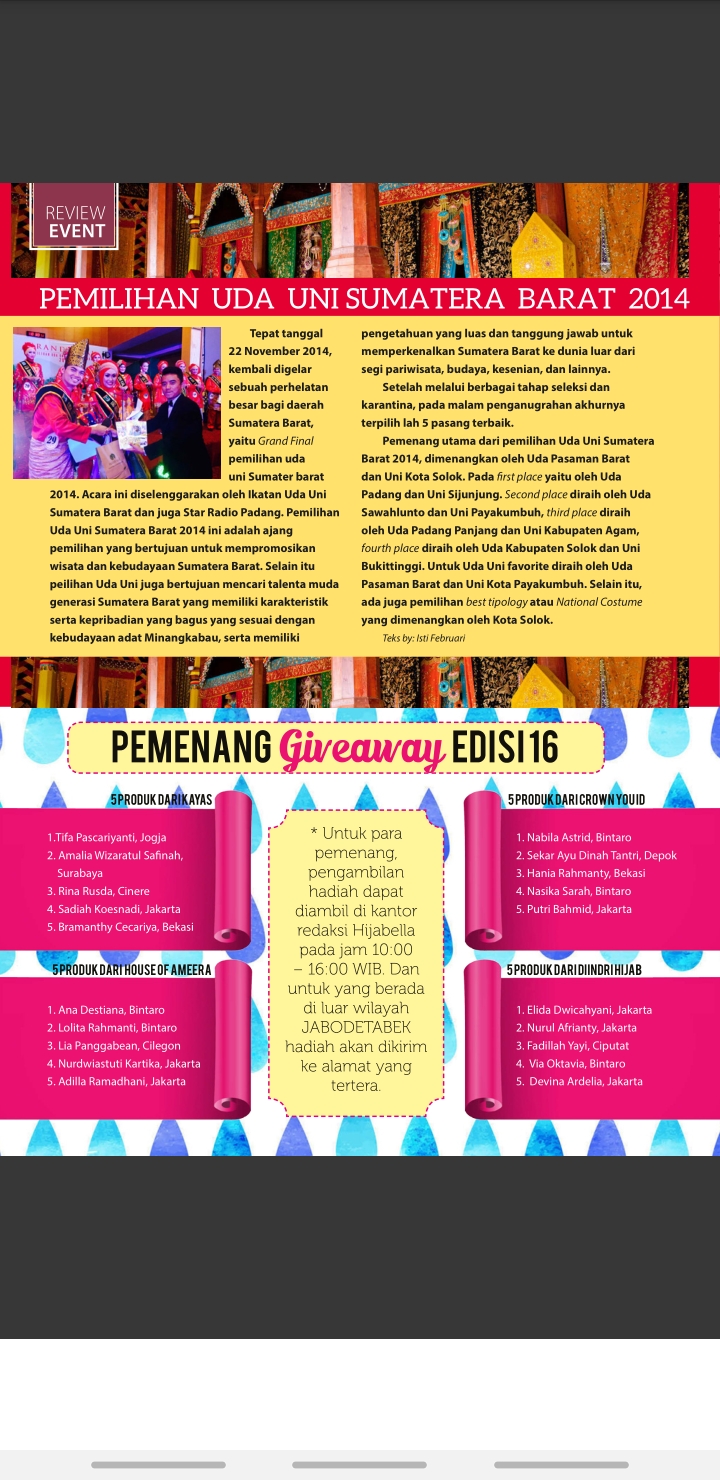 REVIEW
EVENT
PEMILIHAN UDA UNI SUMATERA BARAT 2014
29
Tepat tanggal
22 November 2014,
kembali digelar
sebuah perhelatan
besar bagi daerah
Sumatera Barat,
yaitu Grand Final
pemilihan uda
uni Sumater barat
2014. Acara ini diselenggarakan oleh Ikatan Uda Uni
Sumatera Barat dan juga Star Radio Padang. Pemilihan
Uda Uni Sumatera Barat 2014 ini adalah ajang
pemilihan yang bertujuan untuk mempromosikan
wisata dan kebudayaan Sumatera Barat. Selain itu
peilihan Uda Uni juga bertujuan mencari talenta muda
generasi Sumatera Barat yang memiliki karakteristik
serta kepribadian yang bagus yang sesuai dengan
kebudayaan adat Minangkabau, serta memiliki
pengetahuan yang luas dan tanggung jawab untuk
memperkenalkan Sumatera Barat ke dunia luar dari
segi pariwisata, budaya, kesenian, dan lainnya.
Setelah melalui berbagai tahap seleksi dan
karantina, pada malam penganugrahan akhurnya
terpilih lah 5 pasang terbaik.
Pemenang utama dari pemilihan Uda Uni Sumatera
Barat 2014, dimenangkan oleh Uda Pasaman Barat
dan Uni Kota Solok. Pada first place yaitu oleh Uda
Padang dan Uni Sijunjung. Second place diraih oleh Uda
Sawahlunto dan Uni Payakumbuh, third place diraih
oleh Uda Padang Panjang dan Uni Kabupaten Agam,
fourth place diraih oleh Uda Kabupaten Solok dan Uni
Bukittinggi. Untuk Uda Uni favorite diraih oleh Uda
Pasaman Barat dan Uni Kota Payakumbuh. Selain itu,
ada juga pemilihan best tipology atau National Costume
yang dimenangkan oleh Kota Solok.
Teks by: Isti Februari
PEMENANG Giveaway EDISI 16
5 PRODUK DARI KAYAS
1.Tifa Pascariyanti, Jogja
2. Amalia Wizaratul Safinah,
Surabaya
3. Rina Rusda, Cinere
4. Sadiah Koesnadi, Jakarta
5. Bramanthy Cecariya, Bekasi
5 PRODUK DARI HOUSE OF AMEERA
1. Ana Destiana, Bintaro
2. Lolita Rahmanti, Bintaro
3. Lia Panggabean, Cilegon
4. Nurdwiastuti Kartika, Jakarta
5. Adilla Ramadhani, Jakarta
* Untuk para
pemenang,
pengambilan
hadiah dapat
diambil di kantor
redaksi Hijabella
pada jam 10:00
– 16:00 WIB. Dan
untuk yang berada
di luar wilayah
JABODETABEK
hadiah akan dikirim
ke alamat yang
tertera.
5 PRODUK DARI CROWN YOU ID
1. Nabila Astrid, Bintaro
2. Sekar Ayu Dinah Tantri, Depok
3. Hania Rahmanty, Bekasi
4. Nasika Sarah, Bintaro
5. Putri Bahmid, Jakarta
5 PRODUK DARI DIINDRI HIJAB
1. Elida Dwicahyani, Jakarta
2. Nurul Afrianty, Jakarta
3. Fadillah Yayi, Ciputat
4. Via Oktavia, Bintaro
5. Devina Ardelia, Jakarta